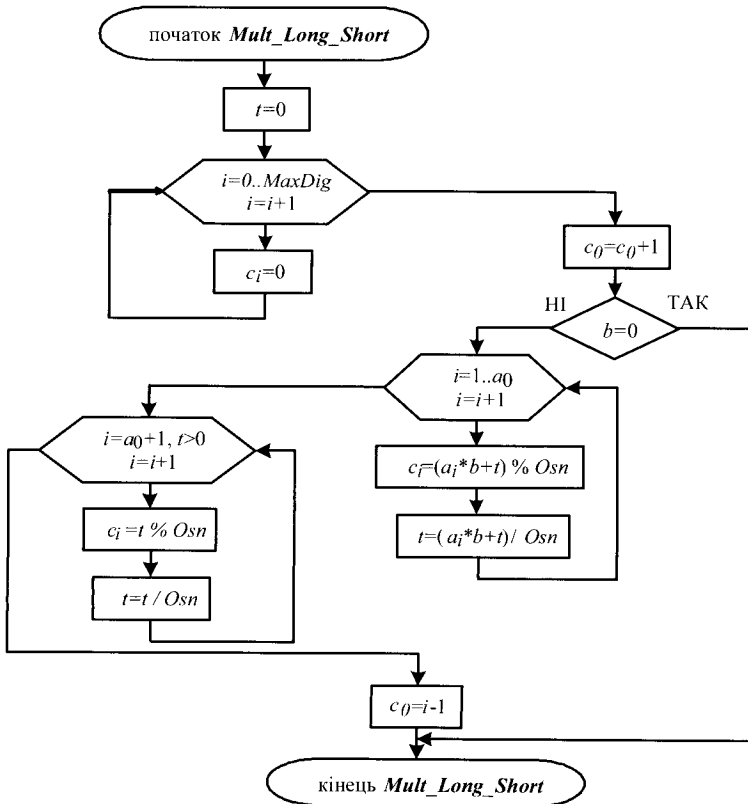 початок Mult_Long_Short
t=0
i=0..MaxDig
i=i+1
c_i=0
c_0=c_0+1
НІ
ТАК
b=0
i=1..a_0
i=i+1
c_i=(a_i*b+t) % Osn
t=(a_i*b+t)/ Osn
i=a_0+1, t>0
i=i+1
c_i=t % Osn
t=t / Osn
c_0=i-1
кінець Mult_Long_Short